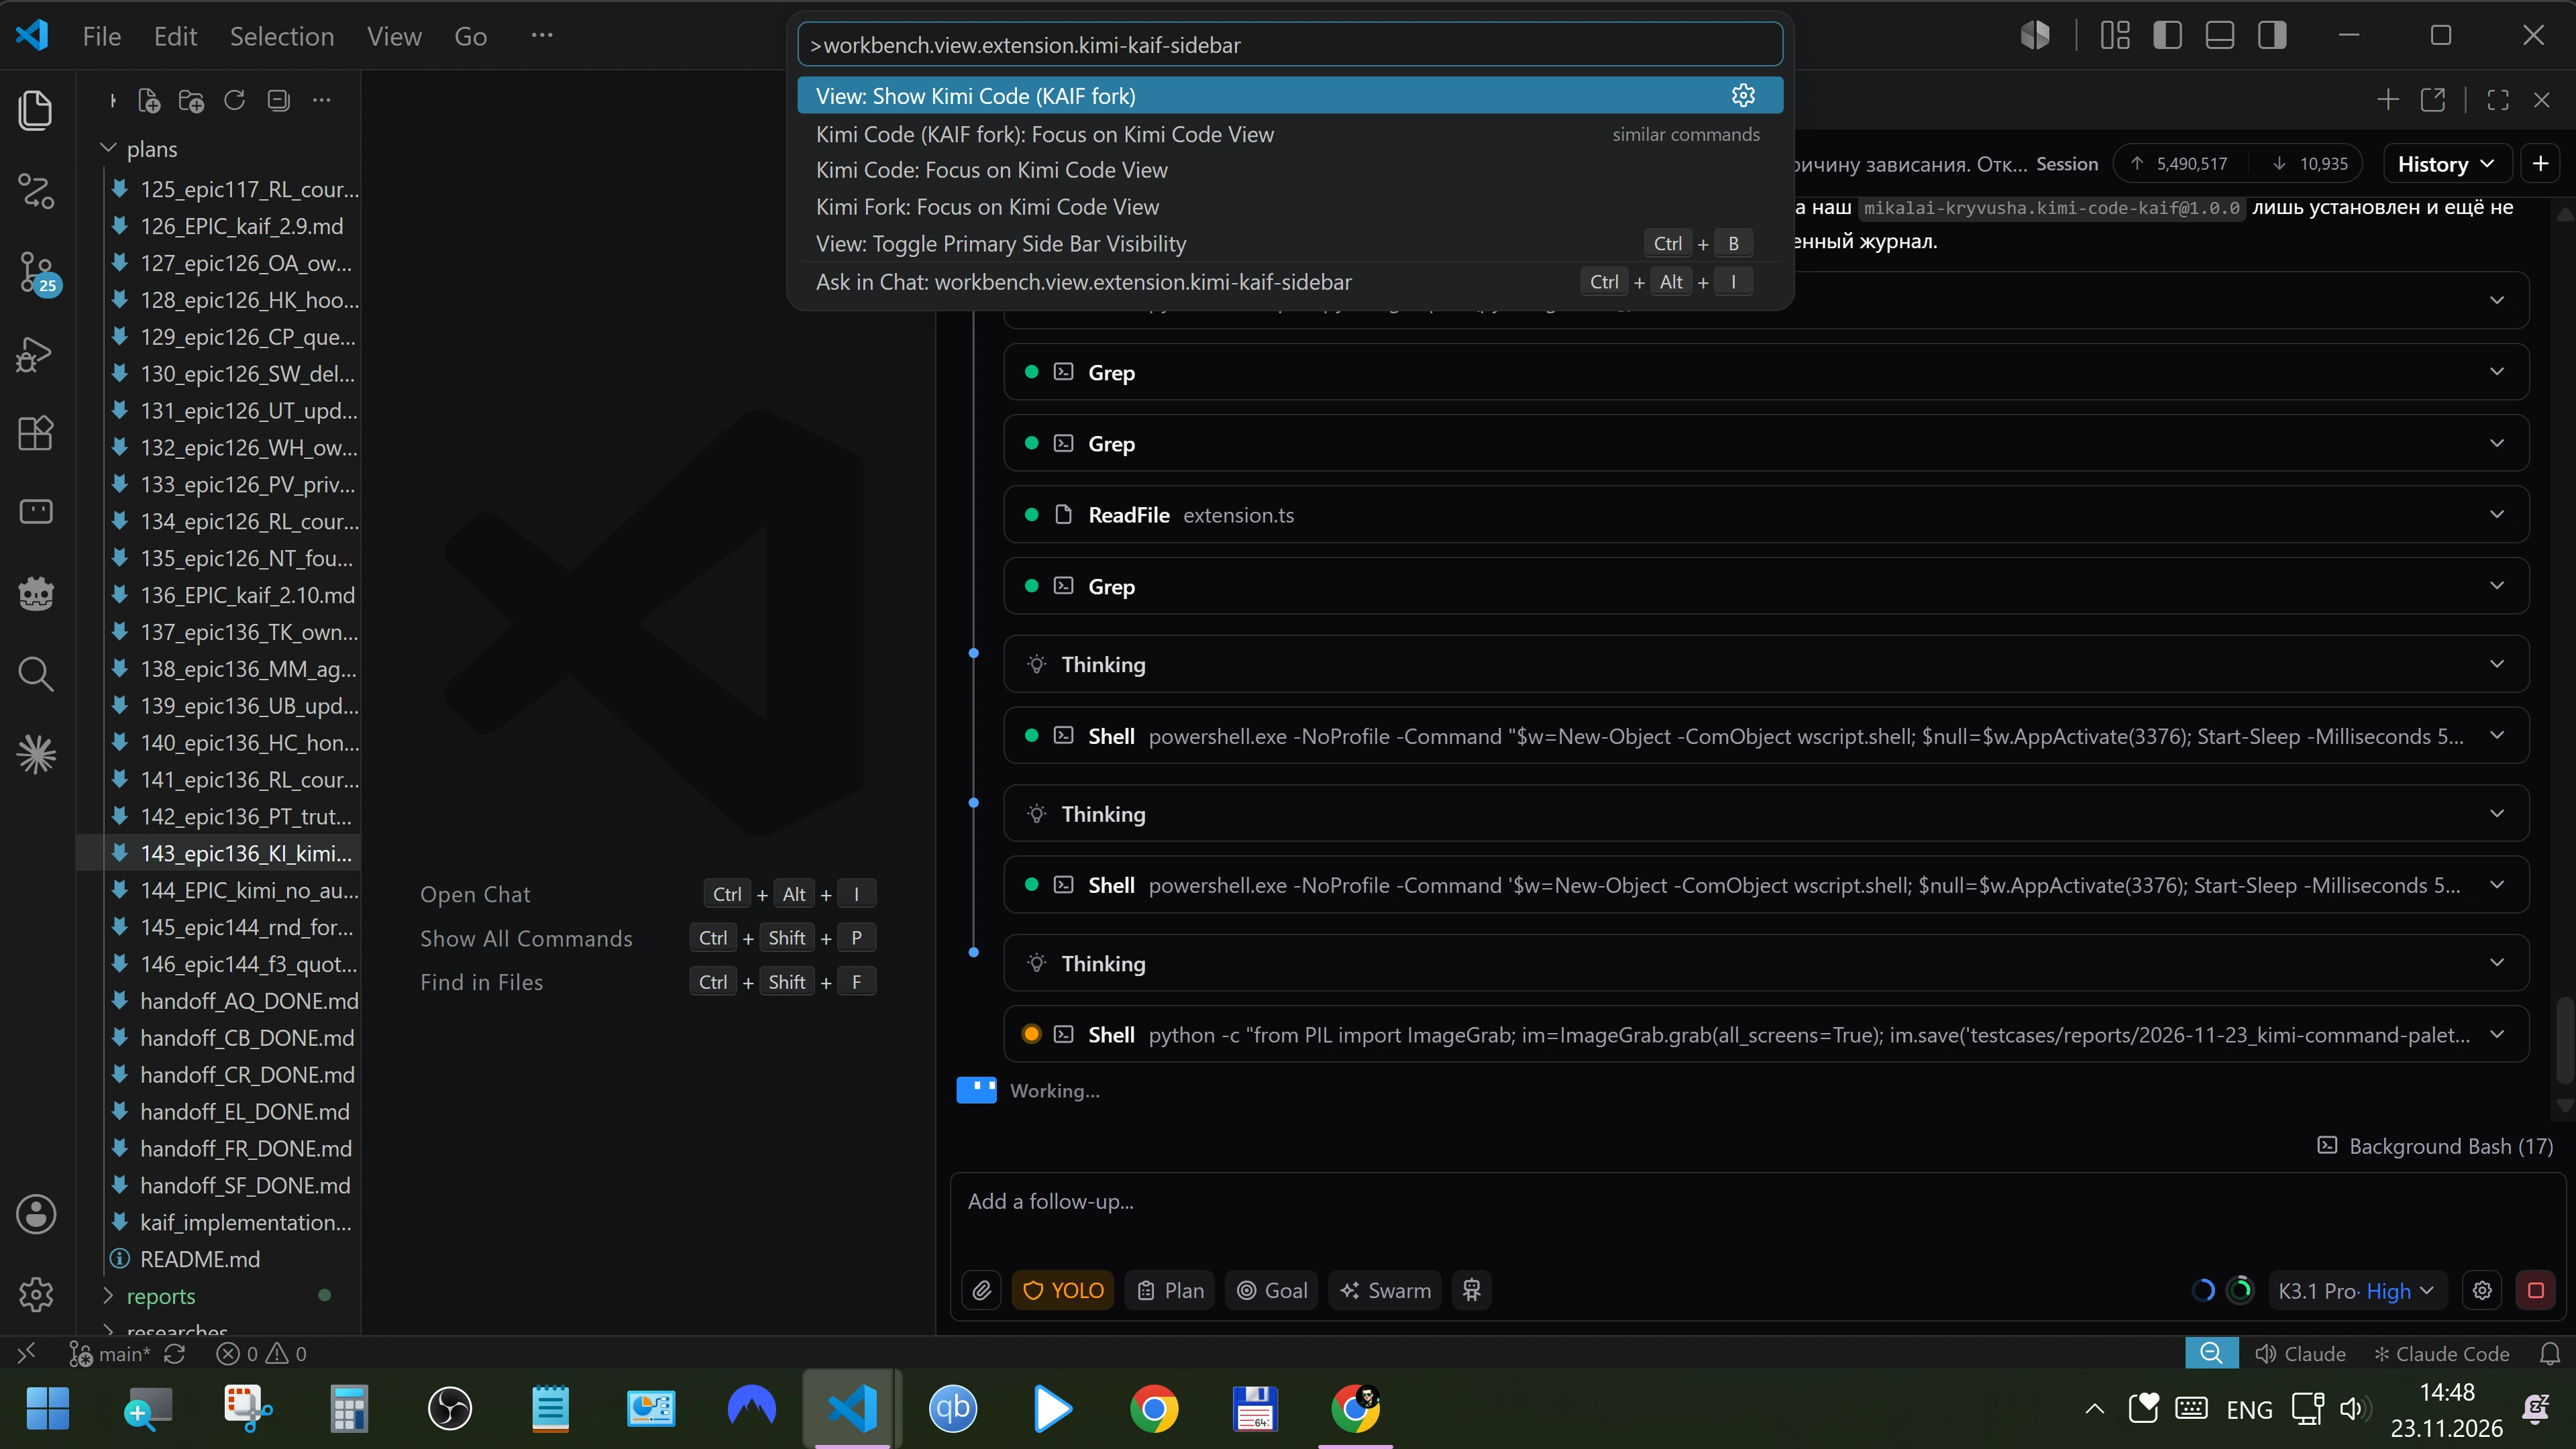 File Edit Selection View Go ···
>workbench.view.extension.kimi-kaif-sidebar
View: Show Kimi Code (KAIF fork)
Kimi Code (KAIF fork): Focus on Kimi Code View similar commands
Kimi Code: Focus on Kimi Code View
Kimi Fork: Focus on Kimi Code View
View: Toggle Primary Side Bar Visibility Ctrl + B
Ask in Chat: workbench.view.extension.kimi-kaif-sidebar Ctrl + Alt + I
plans
125_epic117_RL_cour...
126_EPIC_kaif_2.9.md
127_epic126_OA_ow...
128_epic126_HK_hoo...
129_epic126_CP_que...
130_epic126_SW_del...
131_epic126_UT_upd...
132_epic126_WH_ow...
133_epic126_PV_priv...
134_epic126_RL_cour...
135_epic126_NT_fou...
136_EPIC_kaif_2.10.md
137_epic136_TK_own...
138_epic136_MM_ag...
139_epic136_UB_upd...
140_epic136_HC_hon...
141_epic136_RL_cour...
142_epic136_PT_trut...
143_epic136_KI_kimi...
144_EPIC_kimi_no_au...
145_epic144_rnd_for...
146_epic144_f3_quot...
handoff_AQ_DONE.md
handoff_CB_DONE.md
handoff_CR_DONE.md
handoff_EL_DONE.md
handoff_FR_DONE.md
handoff_SF_DONE.md
kaif_implementation...
README.md
reports
researches
25
Open Chat Ctrl + Alt + I
Show All Commands Ctrl + Shift + P
Find in Files Ctrl + Shift + F
зависания. Отк... Session 5,490,517 10,935 History
наш mikalai-kryvusha.kimi-code-kaif@1.0.0 лишь установлен и ещё не
журнал.
Grep
Grep
ReadFile extension.ts
Grep
Thinking
Shell powershell.exe -NoProfile -Command "$w=New-Object -ComObject wscript.shell; $null=$w.AppActivate(3376); Start-Sleep -Milliseconds 5...
Thinking
Shell powershell.exe -NoProfile -Command '$w=New-Object -ComObject wscript.shell; $null=$w.AppActivate(3376); Start-Sleep -Milliseconds 5...
Thinking
Shell python -c "from PIL import ImageGrab; im=ImageGrab.grab(all_screens=True); im.save('testcases/reports/2026-11-23_kimi-command-palet...
Working...
Background Bash (17)
Add a follow-up...
YOLO Plan Goal Swarm K3.1 Pro· High
main* 0 0 Claude Claude Code
qb 64: ENG 14:48
23.11.2026